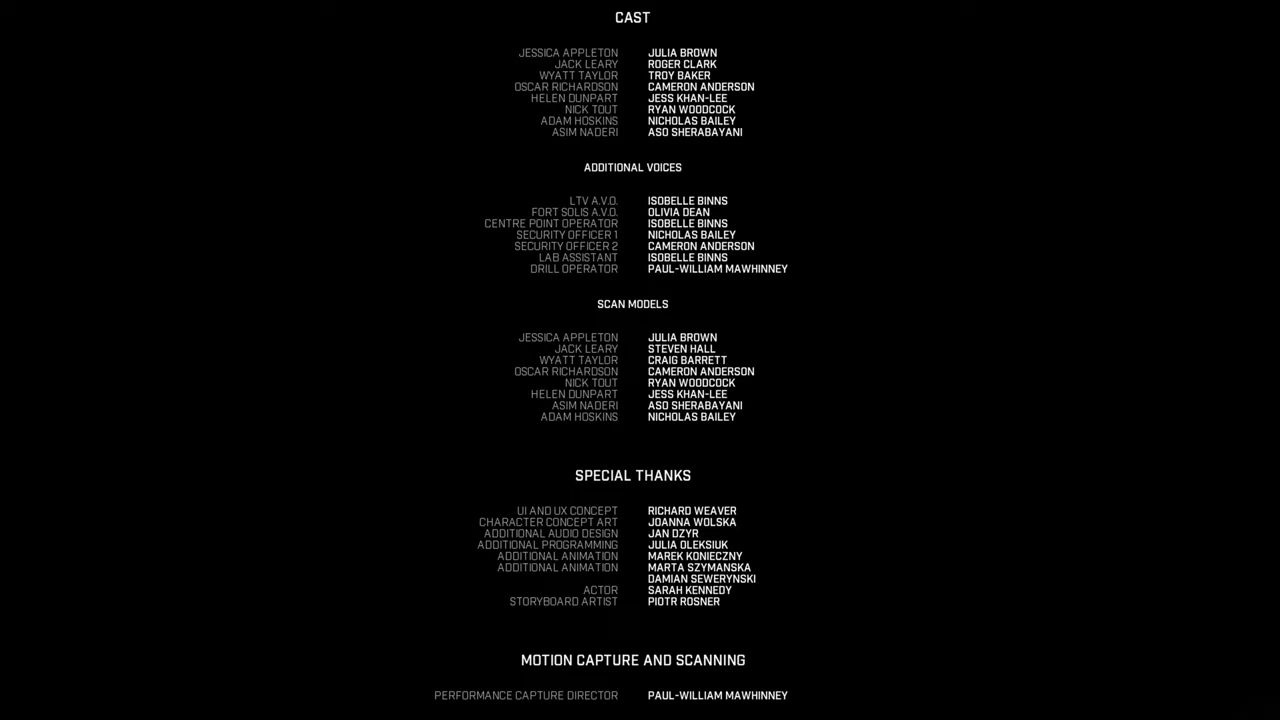 CAST
JESSICA APPLETON JULIA BROWN
JACK LEARY ROGER CLARK
WYATT TAYLOR TROY BAKER
OSCAR RICHARDSON CAMERON ANDERSON
HELEN DUNPART JESS KHAN-LEE
NICK TOUT RYAN WOODCOCK
ADAM HOSKINS NICHOLAS BAILEY
ASIM NADERI ASO SHERABAYANI
ADDITIONAL VOICES
LTV A.V.O. ISOBELLE BINNS
FORT SOLIS A.V.O. OLIVIA DEAN
CENTRE POINT OPERATOR ISOBELLE BINNS
SECURITY OFFICER 1 NICHOLAS BAILEY
SECURITY OFFICER 2 CAMERON ANDERSON
LAB ASSISTANT ISOBELLE BINNS
DRILL OPERATOR PAUL-WILLIAM MAWHINNEY
SCAN MODELS
JESSICA APPLETON JULIA BROWN
JACK LEARY STEVEN HALL
WYATT TAYLOR CRAIG BARRETT
OSCAR RICHARDSON CAMERON ANDERSON
NICK TOUT RYAN WOODCOCK
HELEN DUNPART JESS KHAN-LEE
ASIM NADERI ASO SHERABAYANI
ADAM HOSKINS NICHOLAS BAILEY
SPECIAL THANKS
UI AND UX CONCEPT RICHARD WEAVER
CHARACTER CONCEPT ART JOANNA WOLSKA
ADDITIONAL AUDIO DESIGN JAN DZYR
ADDITIONAL PROGRAMMING JULIA OLEKSIUK
ADDITIONAL ANIMATION MAREK KONIECZNY
ADDITIONAL ANIMATION MARTA SZYMANSKA
DAMIAN SEWERYNSKI
ACTOR SARAH KENNEDY
STORYBOARD ARTIST PIOTR ROSNER
MOTION CAPTURE AND SCANNING
PERFORMANCE CAPTURE DIRECTOR PAUL-WILLIAM MAWHINNEY